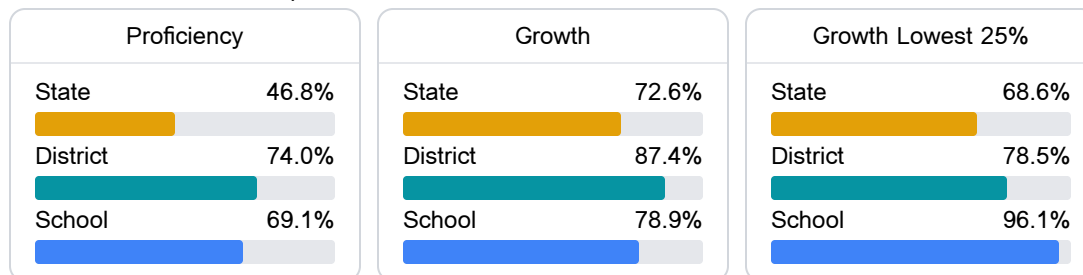 Proficiency
State 46.8%
District 74.0%
School 69.1%
Growth
State 72.6%
District 87.4%
School 78.9%
Growth Lowest 25%
State 68.6%
District 78.5%
School 96.1%